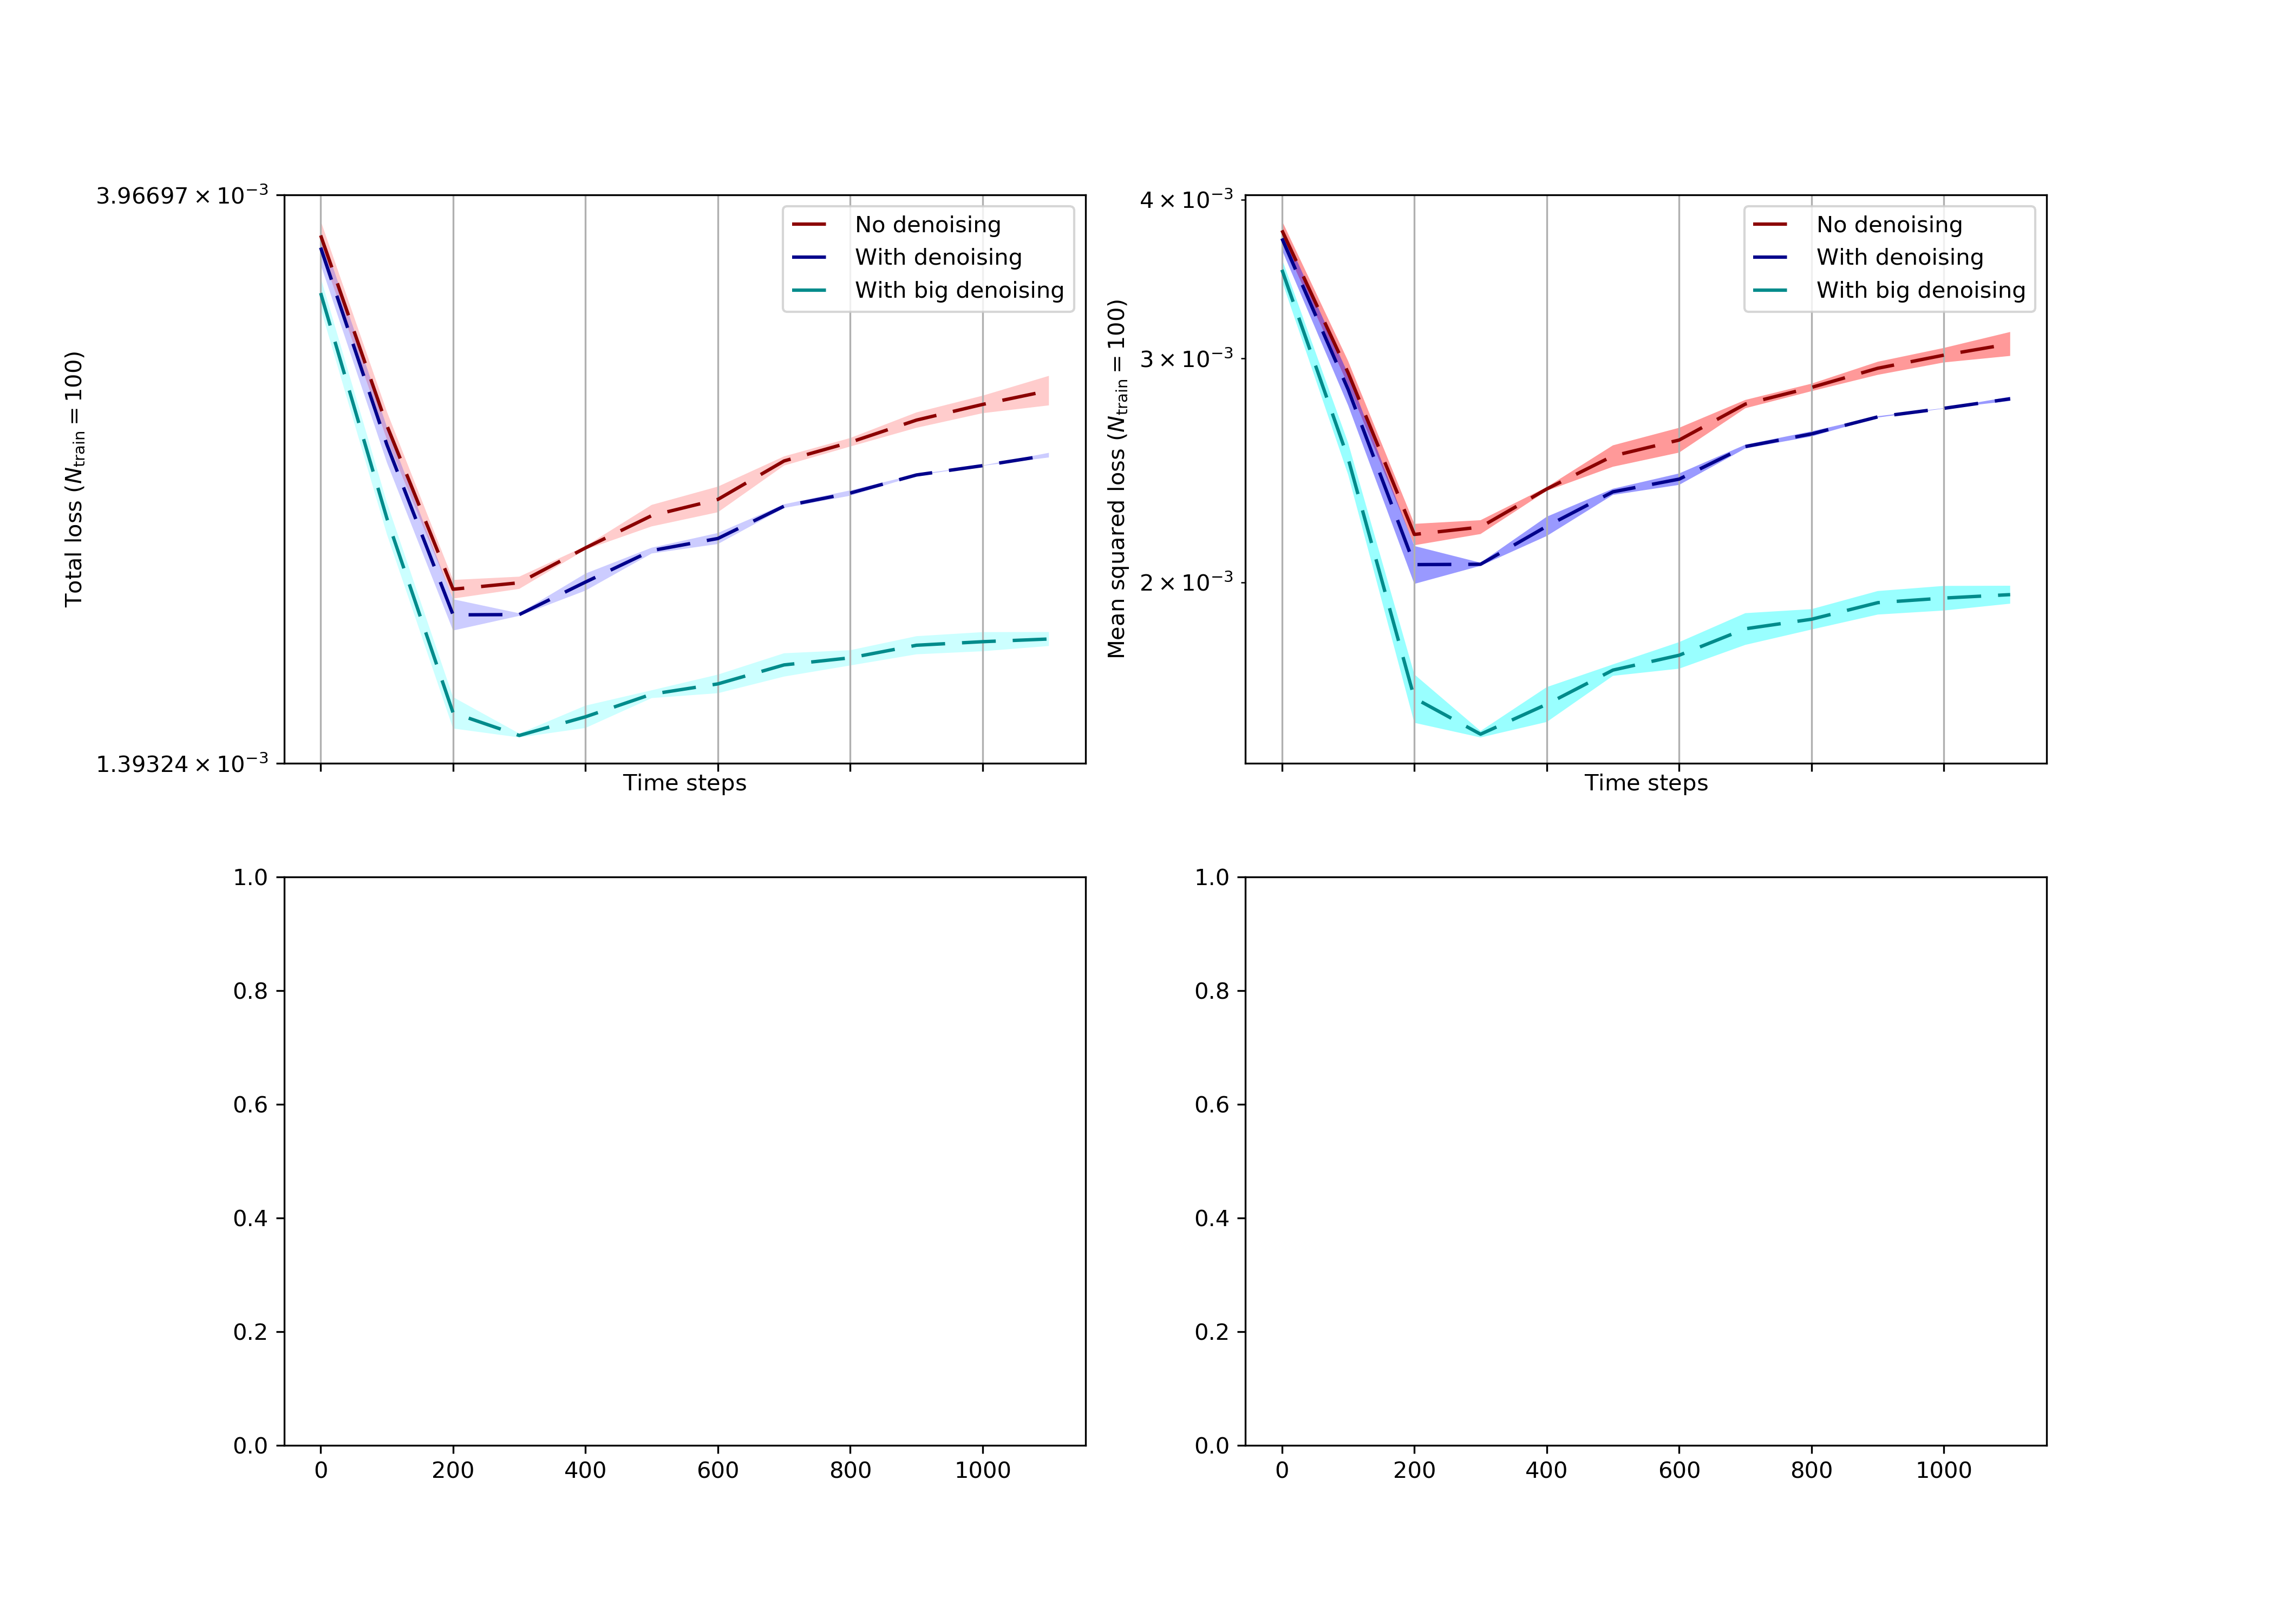 3.96697 × 10⁻³
1.39324 × 10⁻³
Total loss (N_train = 100)
No denoising
With denoising
With big denoising
Time steps
4 × 10⁻³
3 × 10⁻³
2 × 10⁻³
Mean squared loss (N_train = 100)
No denoising
With denoising
With big denoising
Time steps
1.0
0.8
0.6
0.4
0.2
0.0
0 200 400 600 800 1000
1.0
0.8
0.6
0.4
0.2
0.0
0 200 400 600 800 1000